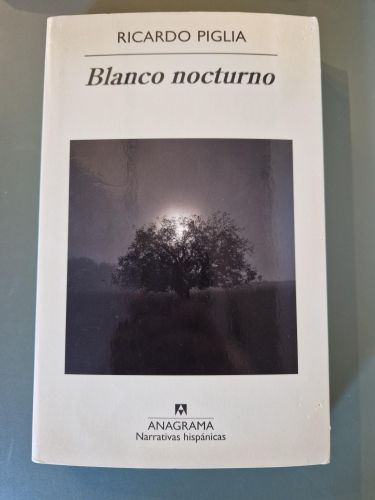 RICARDO PIGLIA
Blanco nocturno
ANAGRAMA
Narrativas hispánicas